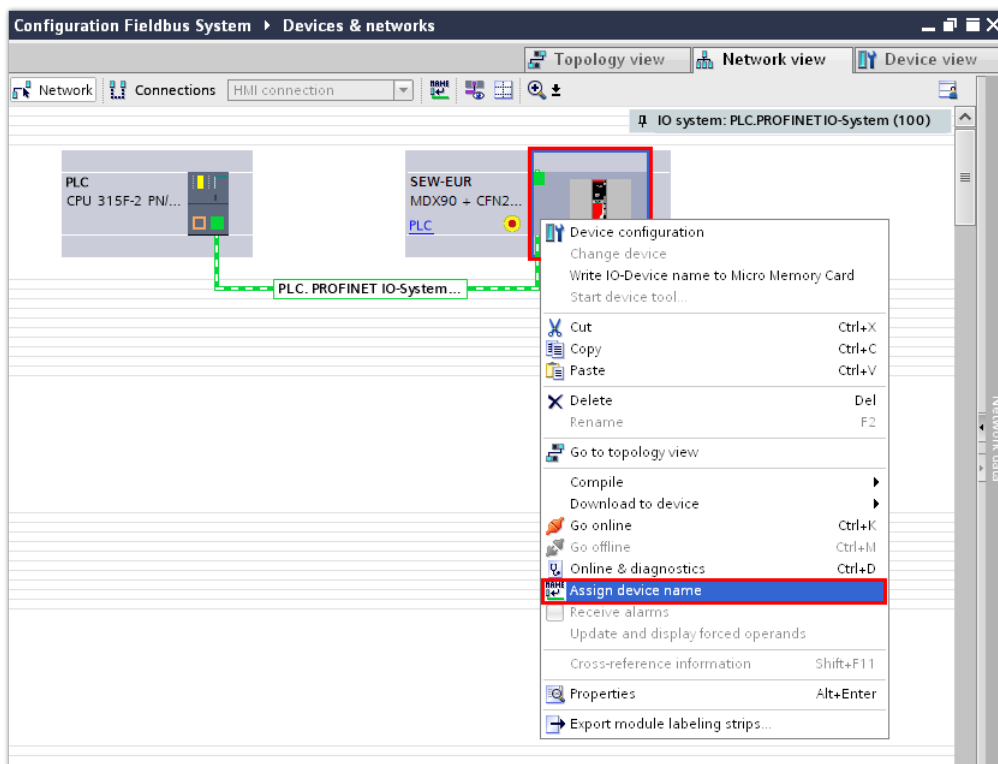 Configuration Fieldbus System ▸ Devices & networks
Topology view Network view Device view
Network Connections HMI connection
IO system: PLC.PROFINET IO-System (100)
PLC
CPU 315F-2 PN/...
SEW-EUR
MDX90 + CFN2...
PLC
PLC. PROFINET IO-System...
Device configuration
Change device
Write IO-Device name to Micro Memory Card
Start device tool...
Cut Ctrl+X
Copy Ctrl+C
Paste Ctrl+V
Delete Del
Rename F2
Go to topology view
Compile
Download to device
Go online Ctrl+K
Go offline Ctrl+M
Online & diagnostics Ctrl+D
NAME Assign device name
Receive alarms
Update and display forced operands
Cross-reference information Shift+F11
Properties Alt+Enter
Export module labeling strips...
Network data